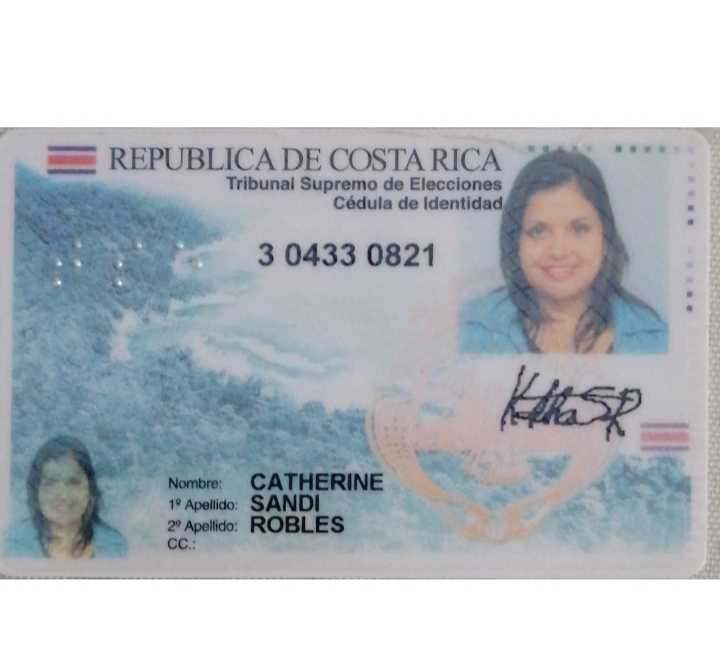 REPUBLICA DE COSTA RICA
Tribunal Supremo de Elecciones
Cédula de Identidad
3 0433 0821
Nombre: CATHERINE
1º Apellido: SANDI
2º Apellido: ROBLES
CC.: